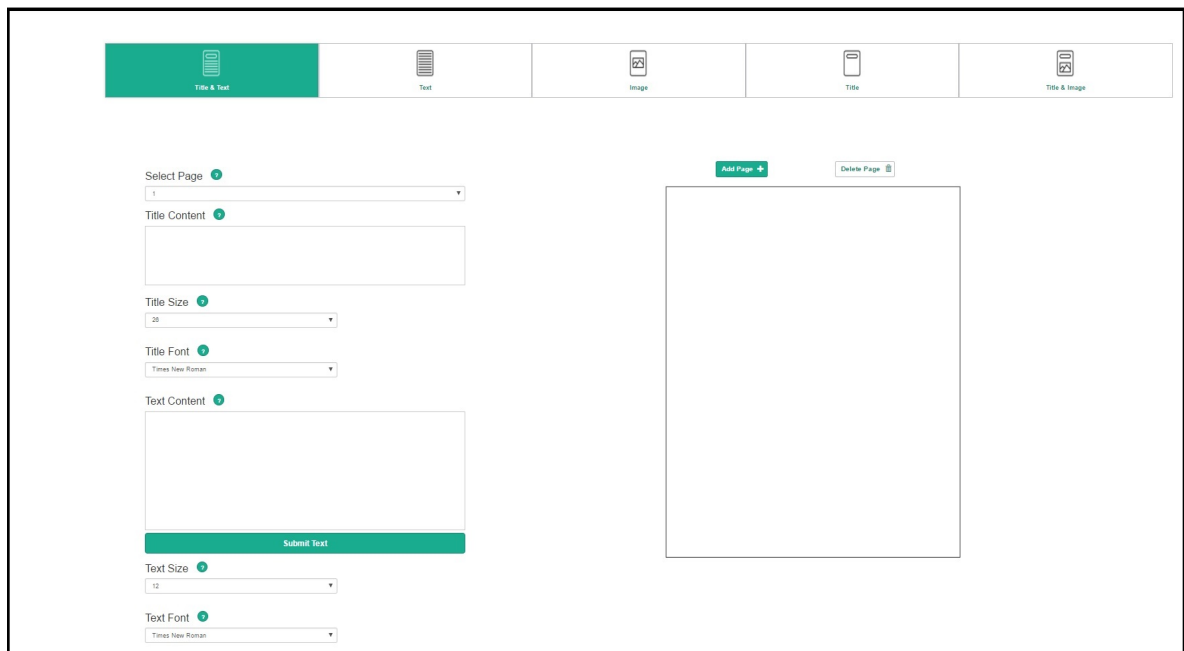 Title & Text
Text
Image
Title
Title & Image
Select Page ?
1
Title Content ?
Title Size ?
28
Title Font ?
Times New Roman
Text Content ?
Submit Text
Text Size ?
12
Text Font ?
Times New Roman
Add Page +
Delete Page